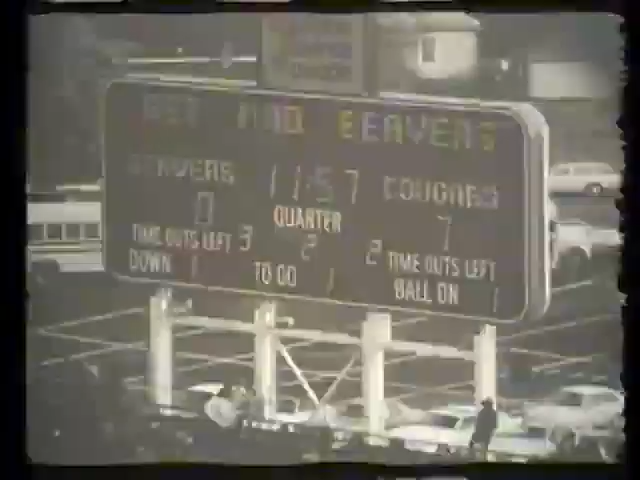 MAD BEAVERS
BEAVERS 11:57 COUGARS
0 QUARTER 7
TIME OUTS LEFT 3 2 2 TIME OUTS LEFT
DOWN 1 TO GO 1 BALL ON 1